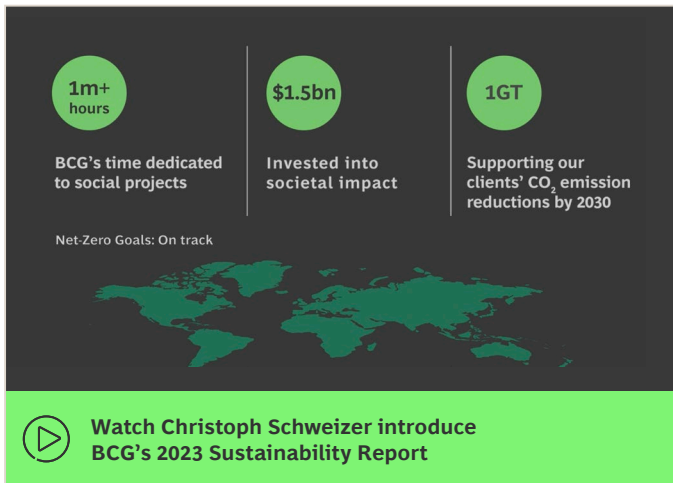 1m+
hours
BCG's time dedicated
to social projects
$1.5bn
Invested into
societal impact
1GT
Supporting our
clients' CO₂ emission
reductions by 2030
Net-Zero Goals: On track
Watch Christoph Schweizer introduce
BCG's 2023 Sustainability Report